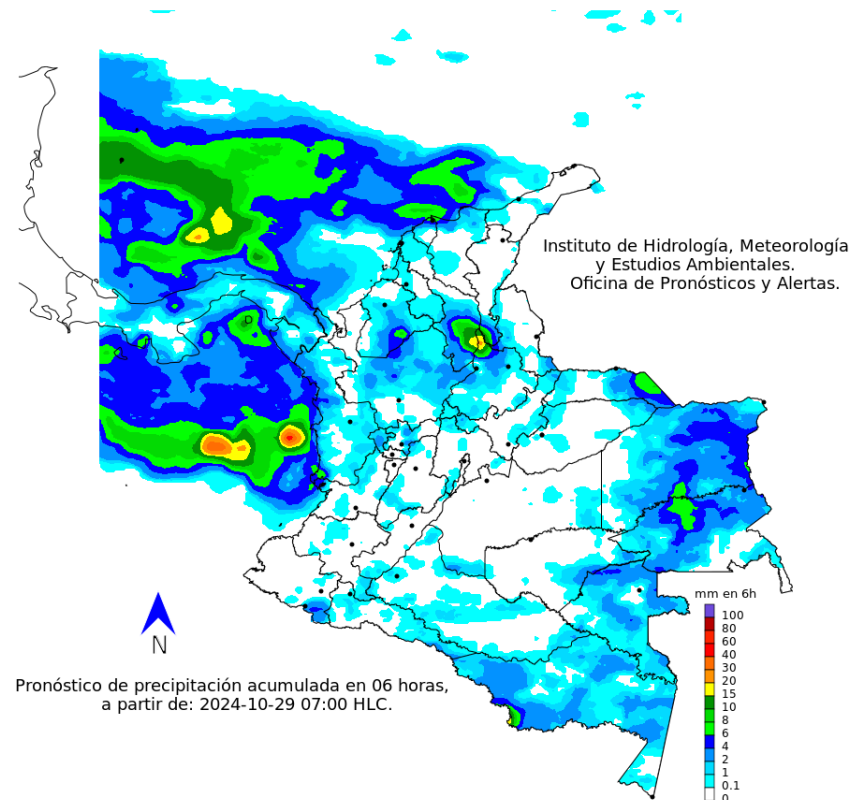 Instituto de Hidrología, Meteorología
y Estudios Ambientales.
Oficina de Pronósticos y Alertas.
mm en 6h
100
80
60
40
30
20
15
10
8
6
4
2
1
0.1
0
N
Pronóstico de precipitación acumulada en 06 horas,
a partir de: 2024-10-29 07:00 HLC.